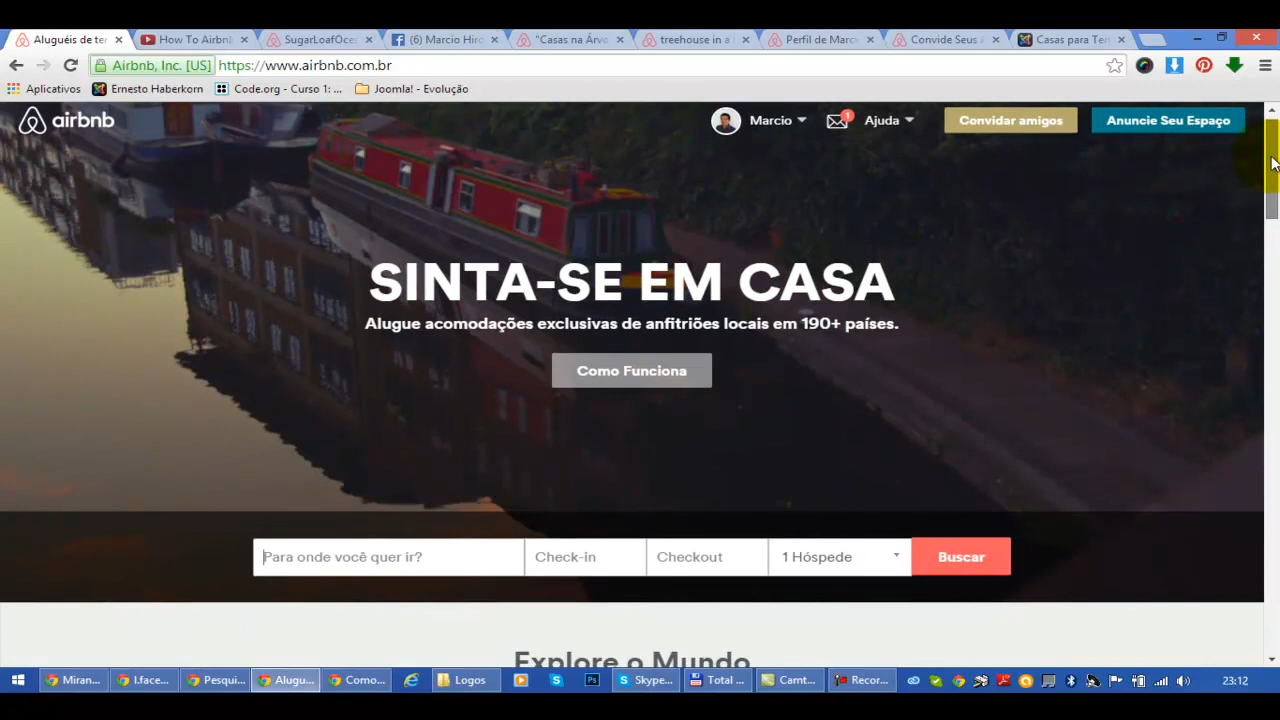 Aluguéis de ter
How To Airbn
SugarLoafOce
(6) Marcio Hiro
"Casas na Árvo
treehouse in a
Perfil de Marc
Convide Seus A
Casas para Tem
Airbnb, Inc. [US] https://www.airbnb.com.br
Aplicativos Ernesto Haberkorn Code.org - Curso 1: ... Joomla! - Evolução
airbnb Marcio 1 Ajuda Convidar amigos Anuncie Seu Espaço
SINTA-SE EM CASA
Alugue acomodações exclusivas de anfitriões locais em 190+ países.
Como Funciona
Para onde você quer ir? Check-in Checkout 1 Hóspede Buscar
Explore o Mundo
Miran... I.face... Pesqui... Alugu... Como... Logos Skype... Total ... Camt... Recor... 23:12